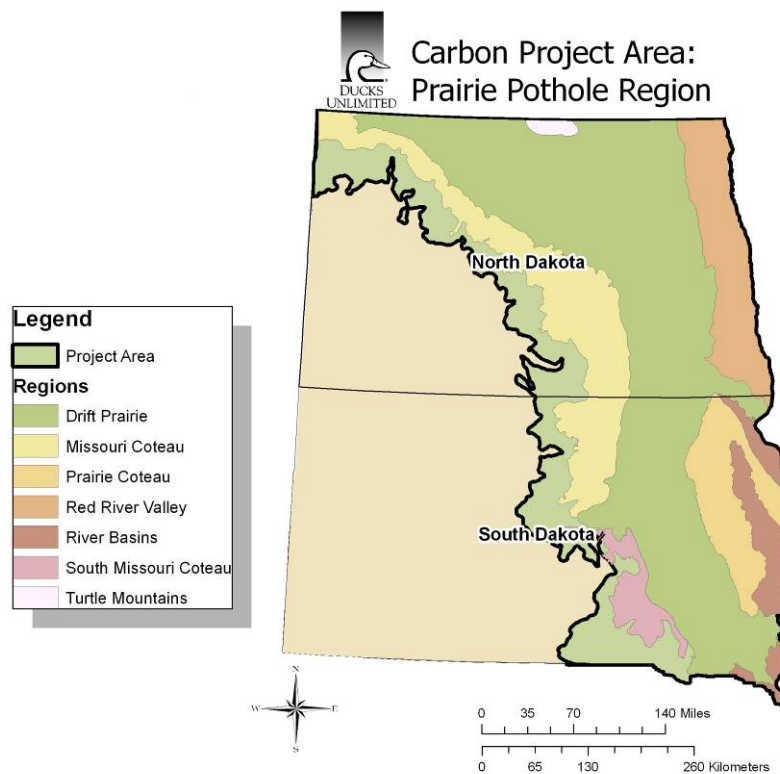 Carbon Project Area:
Prairie Pothole Region
DUCKS
UNLIMITED
North Dakota
South Dakota
Legend
Project Area
Regions
Drift Prairie
Missouri Coteau
Prairie Coteau
Red River Valley
River Basins
South Missouri Coteau
Turtle Mountains
N
W E
S
0 35 70 140 Miles
0 65 130 260 Kilometers